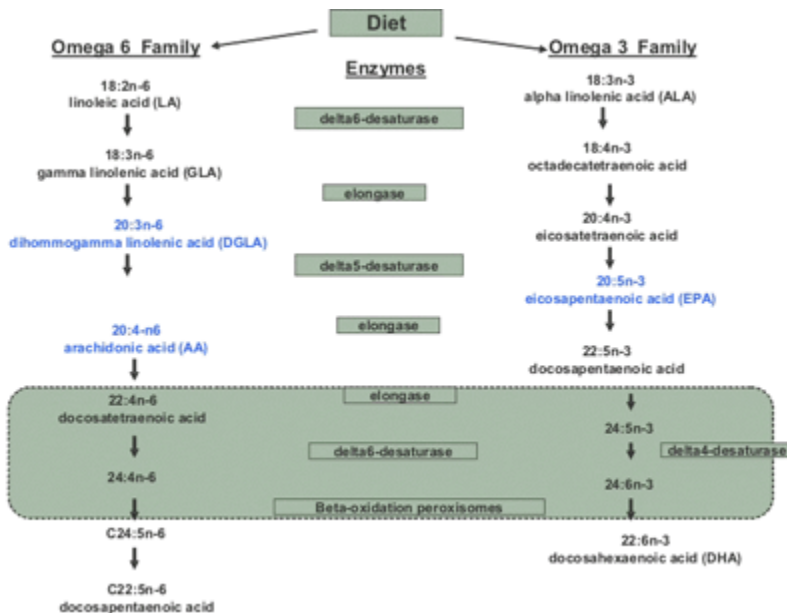 Diet
Omega 6 Family
Omega 3 Family
Enzymes
18:2n-6
linoleic acid (LA)
18:3n-3
alpha linolenic acid (ALA)
delta6-desaturase
18:3n-6
gamma linolenic acid (GLA)
18:4n-3
octadecatetraenoic acid
elongase
20:3n-6
dihommogamma linolenic acid (DGLA)
20:4n-3
eicosatetraenoic acid
delta5-desaturase
20:5n-3
eicosapentaenoic acid (EPA)
elongase
20:4-n6
arachidonic acid (AA)
22:5n-3
docosapentaenoic acid
elongase
22:4n-6
docosatetraenoic acid
24:5n-3
delta6-desaturase
delta4-desaturase
24:4n-6
24:6n-3
Beta-oxidation peroxisomes
C24:5n-6
22:6n-3
docosahexaenoic acid (DHA)
C22:5n-6
docosapentaenoic acid